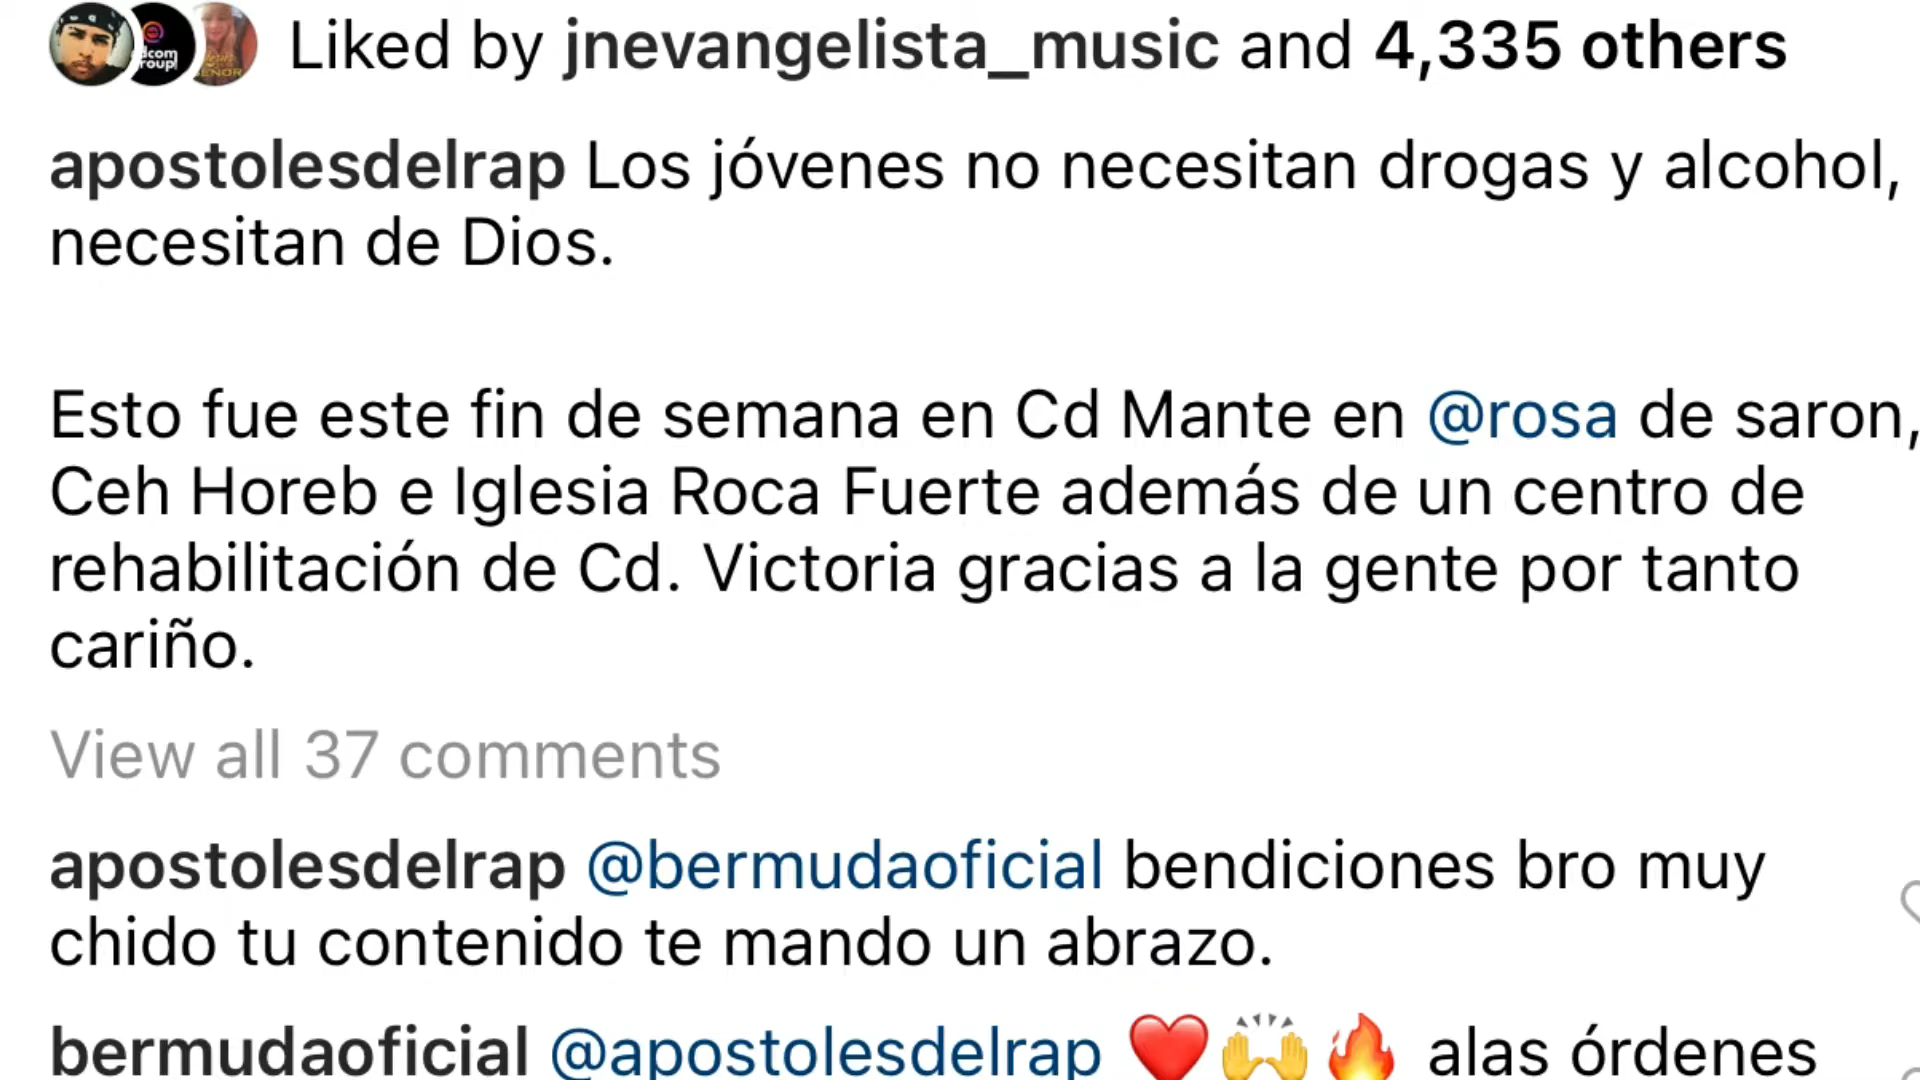 Liked by jnevangelista_music and 4,335 others
apostolesdelrap Los jóvenes no necesitan drogas y alcohol,
necesitan de Dios.
Esto fue este fin de semana en Cd Mante en @rosa de saron,
Ceh Horeb e Iglesia Roca Fuerte además de un centro de
rehabilitación de Cd. Victoria gracias a la gente por tanto
cariño.
View all 37 comments
apostolesdelrap @bermudaoficial bendiciones bro muy
chido tu contenido te mando un abrazo.
bermudaoficial @apostolesdelrap ❤️🙌🔥 alas órdenes